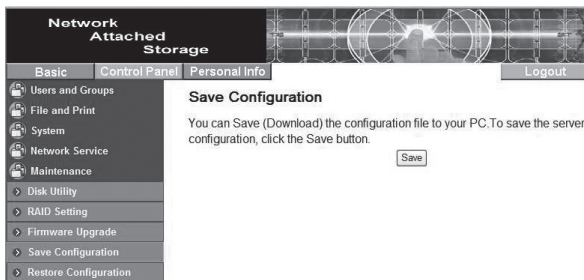 Network
Attached
Storage
Basic
Control Panel
Personal Info
Logout
Users and Groups
File and Print
System
Network Service
Maintenance
Disk Utility
RAID Setting
Firmware Upgrade
Save Configuration
Restore Configuration
Save Configuration
You can Save (Download) the configuration file to your PC.To save the server
configuration, click the Save button.
Save